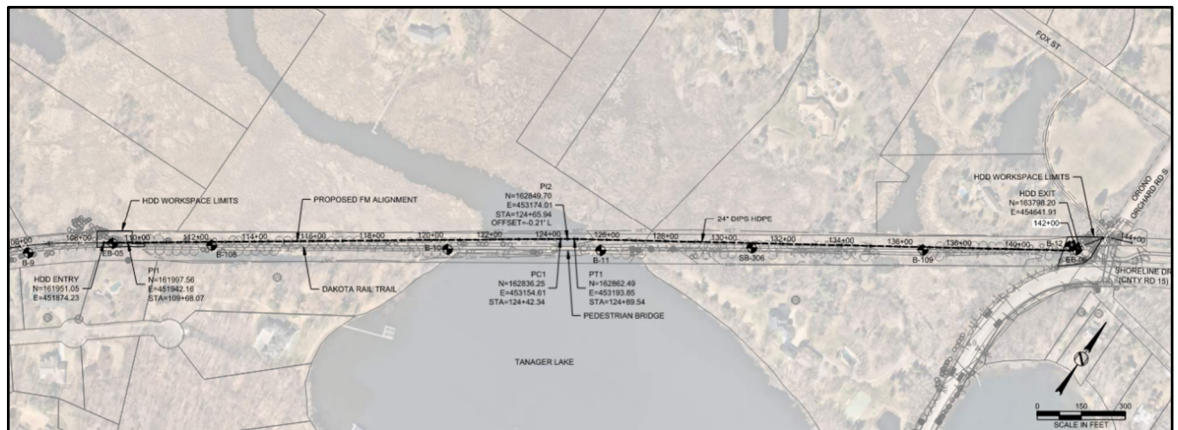 FOX ST
ORONO
ORCHARD RD S
HDD WORKSPACE LIMITS
PROPOSED FM ALIGNMENT
PI2
N=162849.70
E=453174.01
STA=124+65.94
OFFSET=-0.21' L
24" DIPS HDPE
HDD WORKSPACE LIMITS
HDD EXIT
N=163798.20
E=454641.91
142+00
108+00
110+00
112+00
114+00
116+00
118+00
120+00
122+00
124+00
126+00
128+00
130+00
132+00
134+00
136+00
138+00
140+00
144+00
B-9
EB-05
B-108
B-11
SB-306
B-109
B-12
EB-06
HDD ENTRY
N=161951.05
E=451874.23
PI1
N=161997.56
E=451942.16
STA=109+68.07
DAKOTA RAIL TRAIL
PC1
N=162836.25
E=453154.61
STA=124+42.34
PT1
N=162862.49
E=453193.85
STA=124+89.54
PEDESTRIAN BRIDGE
SHORELINE DR
(CNTY RD 15)
TANAGER LAKE
0 150 300
SCALE IN FEET